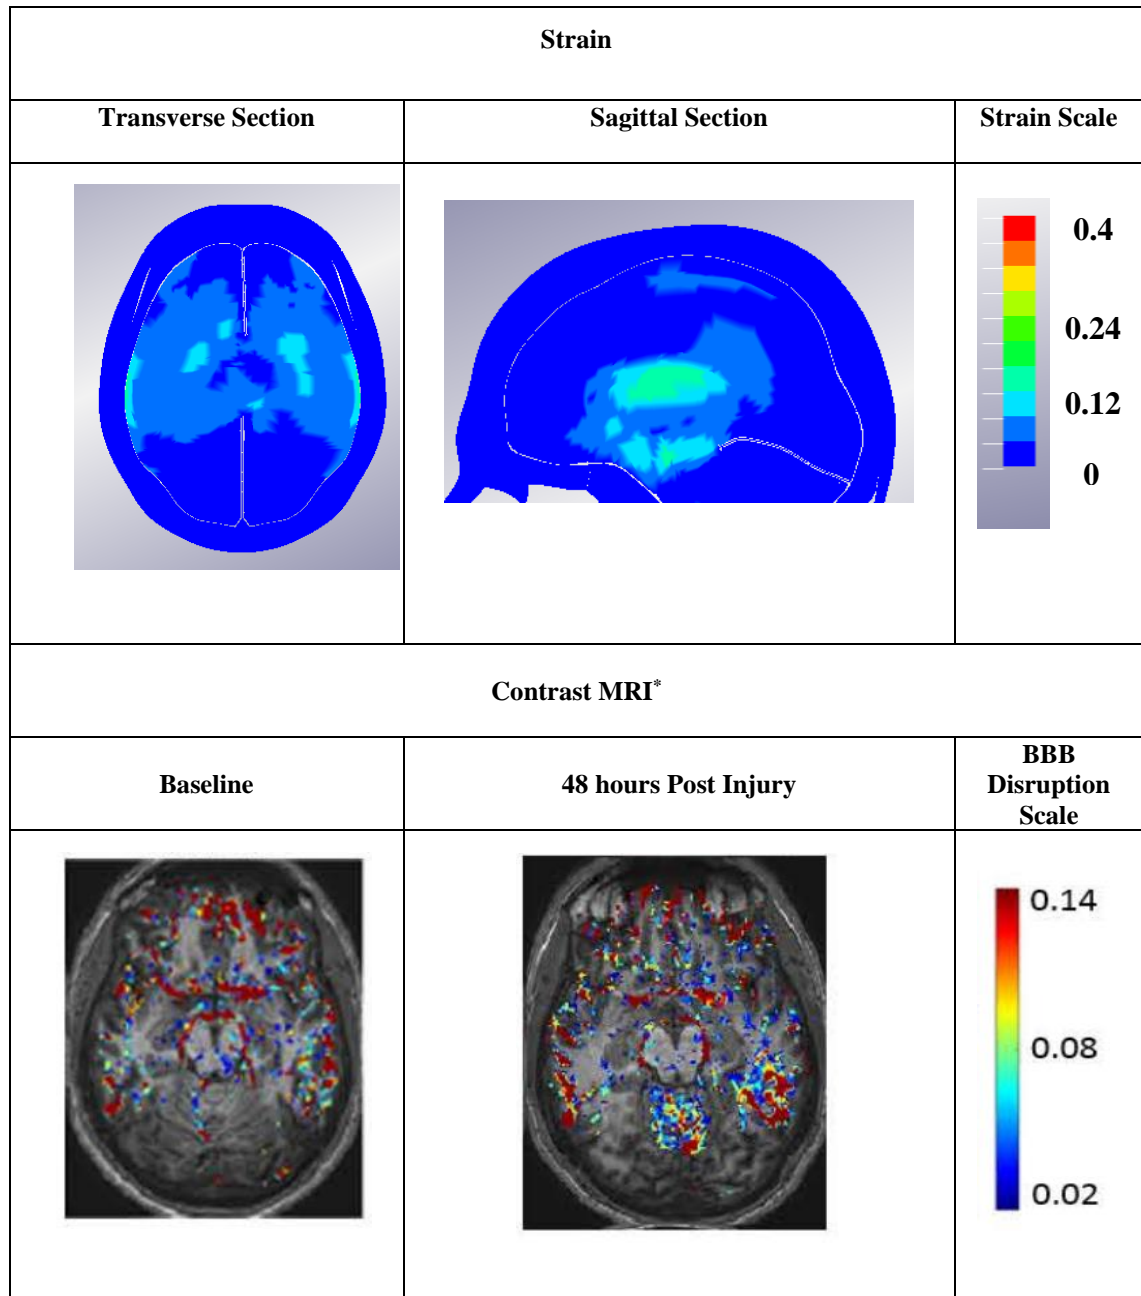 Strain
Transverse Section
Sagittal Section
Strain Scale
0.4
0.24
0.12
0
Contrast MRI*
Baseline
48 hours Post Injury
BBB
Disruption
Scale
0.14
0.08
0.02